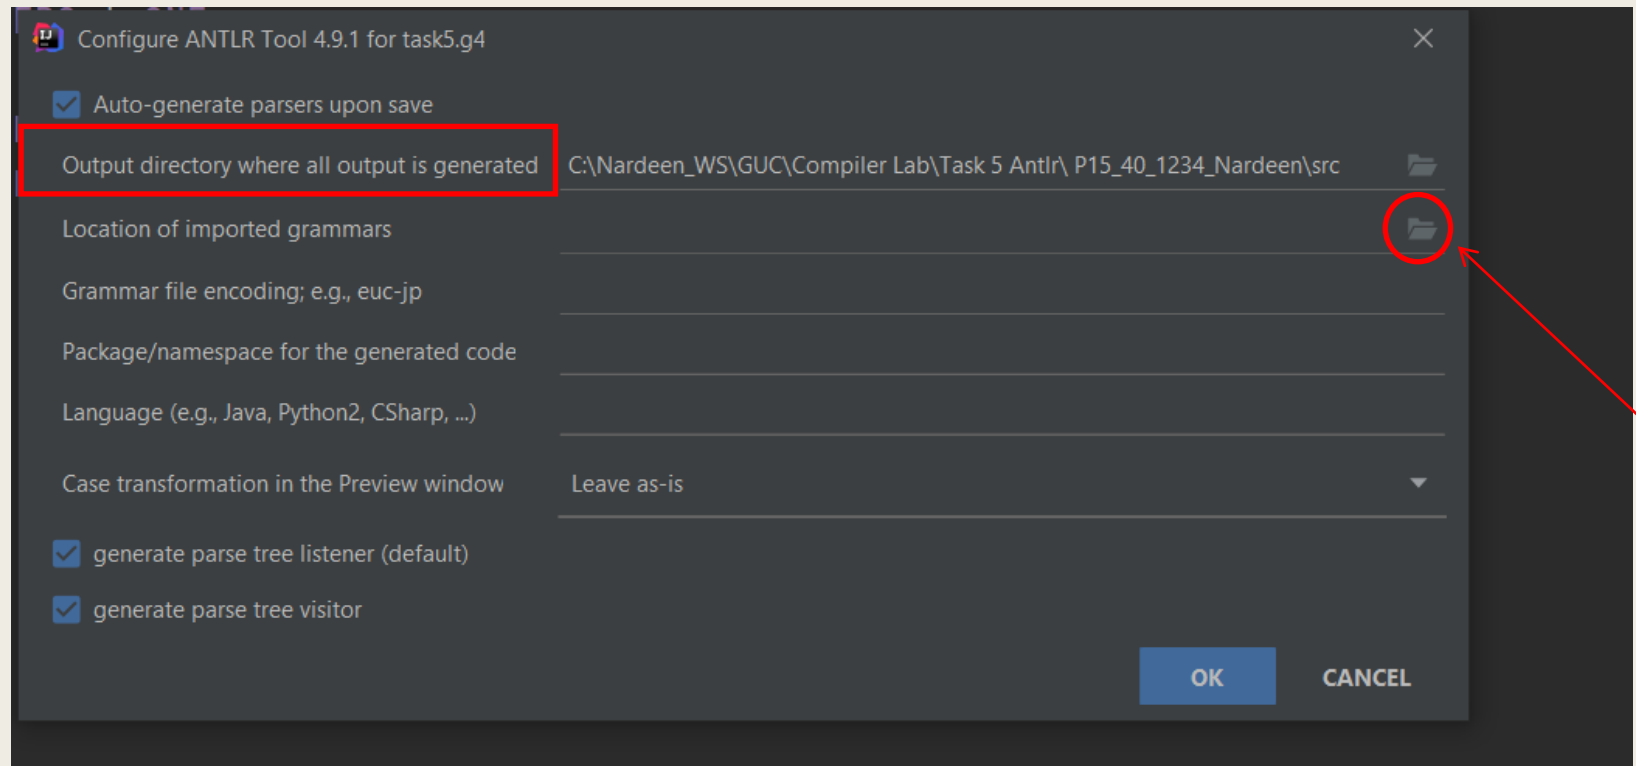 Configure ANTLR Tool 4.9.1 for task5.g4
Auto-generate parsers upon save
Output directory where all output is generated C:\Nardeen_WS\GUC\Compiler Lab\Task 5 Antlr\ P15_40_1234_Nardeen\src
Location of imported grammars
Grammar file encoding; e.g., euc-jp
Package/namespace for the generated code
Language (e.g., Java, Python2, CSharp, ...)
Case transformation in the Preview window Leave as-is
generate parse tree listener (default)
generate parse tree visitor
OK CANCEL